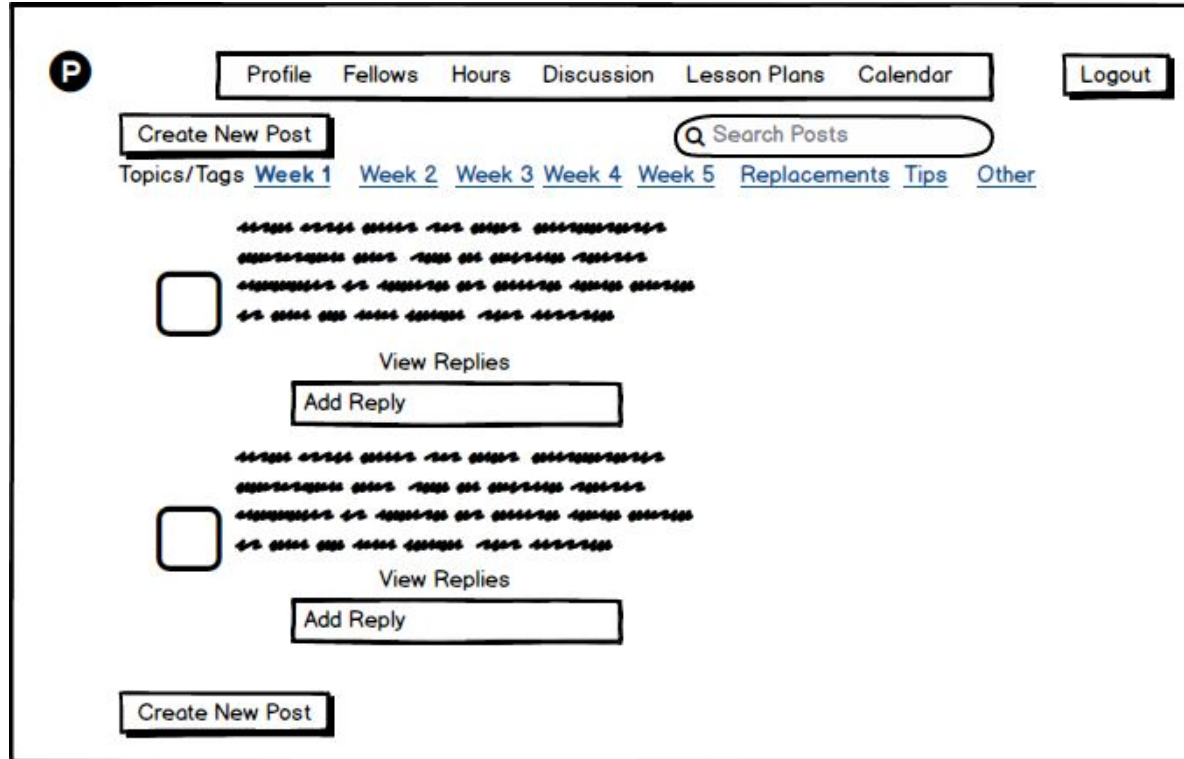 P
Profile Fellows Hours Discussion Lesson Plans Calendar
Logout
Create New Post
Search Posts
Topics/Tags Week 1 Week 2 Week 3 Week 4 Week 5 Replacements Tips Other
View Replies
Add Reply
View Replies
Add Reply
Create New Post